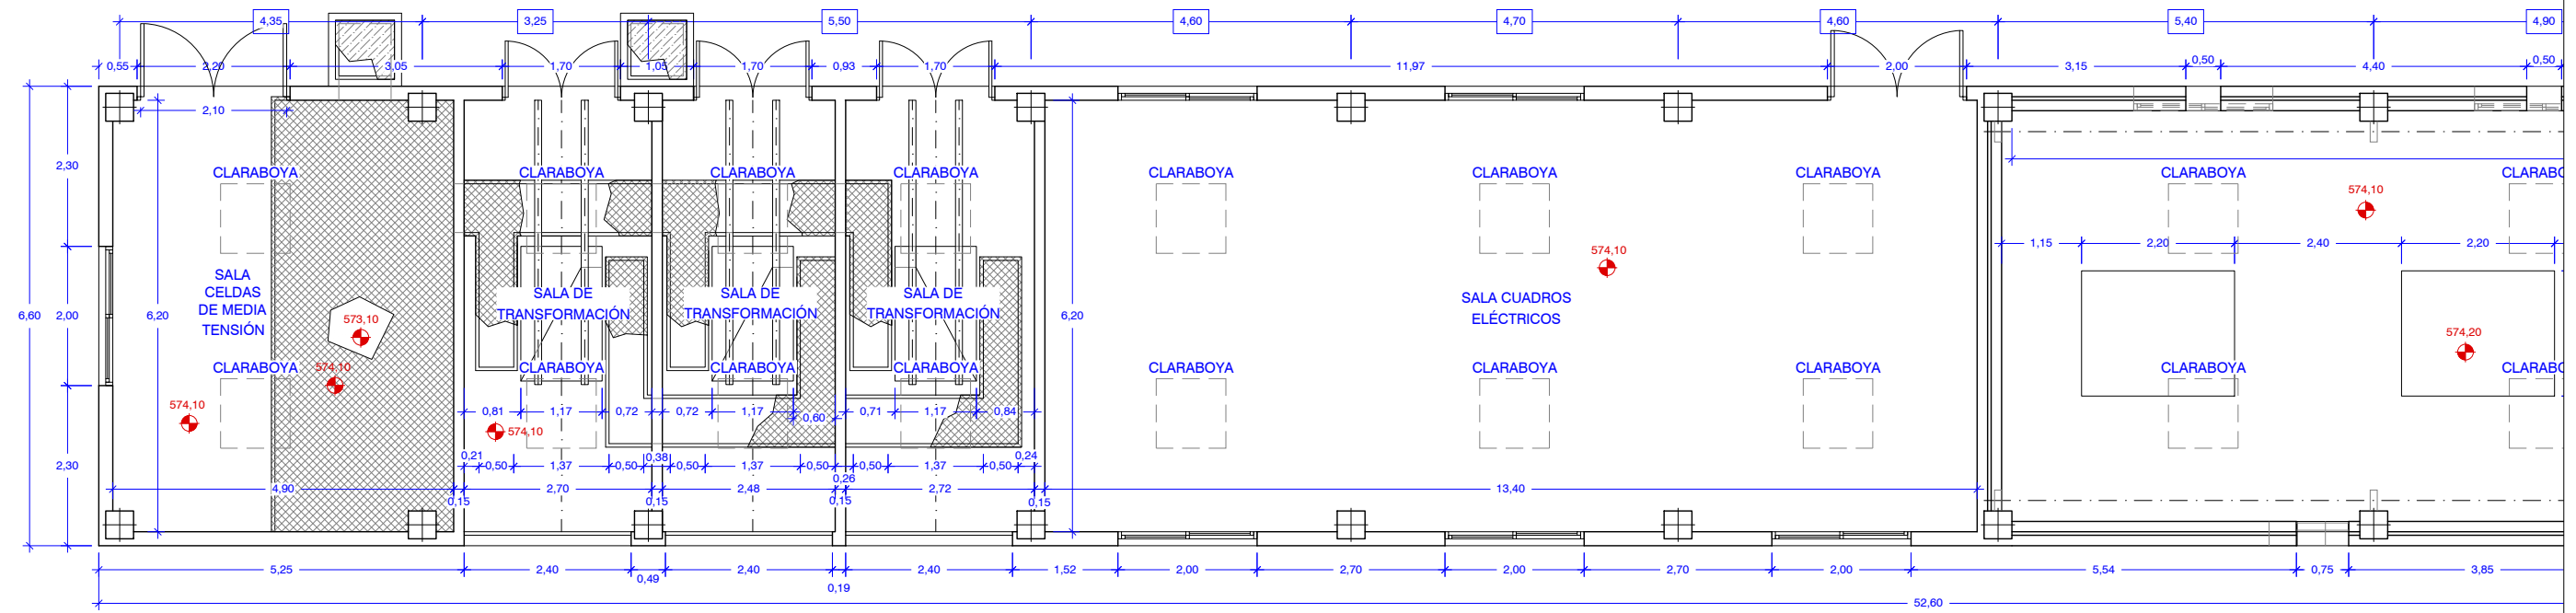 4,35 3,25 5,50 4,60 4,70 4,60 5,40 4,90
0,55 2,20 3,05 1,70 1,05 1,70 0,93 1,70 11,97 2,00 3,15 0,50 4,40 0,50
2,10
2,30
CLARABOYA CLARABOYA CLARABOYA CLARABOYA CLARABOYA CLARABOYA CLARABOYA CLARABOYA CLARABO
574,10
574,10
1,15 2,20 2,40 2,20
SALA
CELDAS
DE MEDIA
TENSIÓN
SALA DE
TRANSFORMACIÓN
SALA DE
TRANSFORMACIÓN
SALA DE
TRANSFORMACIÓN
SALA CUADROS
ELÉCTRICOS
6,60 2,00 6,20 6,20
573,10
574,20
574,10
CLARABOYA CLARABOYA CLARABOYA CLARABOYA CLARABOYA CLARABOYA CLARABOYA CLARABOYA CLARABO
574,10
0,81 1,17 0,72 0,72 1,17 0,60 0,71 1,17 0,84
574,10
2,30
0,21 0,50 1,37 0,50 0,38 0,50 1,37 0,50 0,26 0,50 1,37 0,50 0,24
4,90 0,15 2,70 0,15 2,48 0,15 2,72 0,15 13,40
5,25 2,40 0,49 2,40 0,19 2,40 1,52 2,00 2,70 2,00 2,70 2,00 5,54 0,75 3,85
52,60